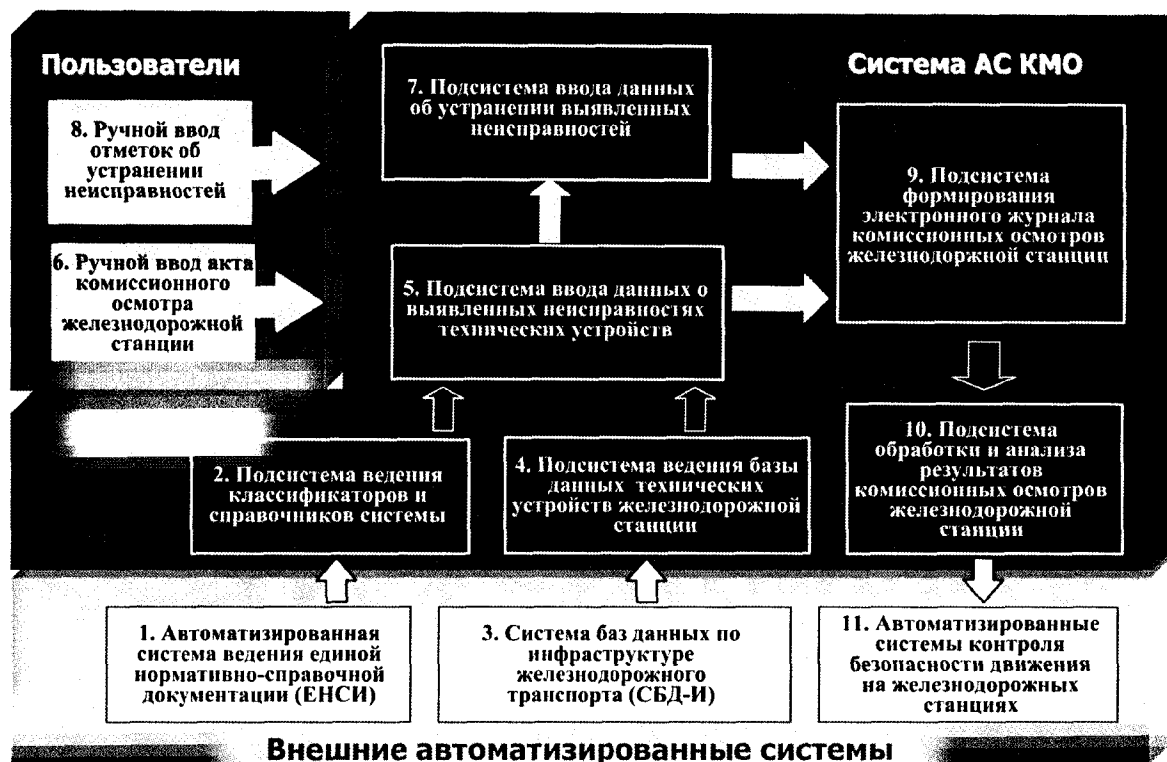 Пользователи
Система АС КМО
7. Подсистема ввода данных
об устранении выявленных
неисправностей
8. Ручной ввод
отметок об
устранении
неисправностей
9. Подсистема
формирования
электронного журнала
комиссионных осмотров
железнодоржной станции
6. Ручной ввод акта
комиссионного
осмотра
железнодорожной
станции
5. Подсистема ввода данных о
выявленных неисправностях
технических устройств
2. Подсистема ведения
классификаторов и
справочников системы
4. Подсистема ведения базы
данных технических
устройств железнодорожной
станции
10. Подсистема
обработки и анализа
результатов
комиссионных осмотров
железнодорожной
станции
1. Автоматизированная
система ведения единой
нормативно-справочной
документации (ЕНСИ)
3. Система баз данных по
инфраструктуре
железнодорожного
транспорта (СБД-И)
11. Автоматизированные
системы контроля
безопасности движения
на железнодорожных
станциях
Внешние автоматизированные системы